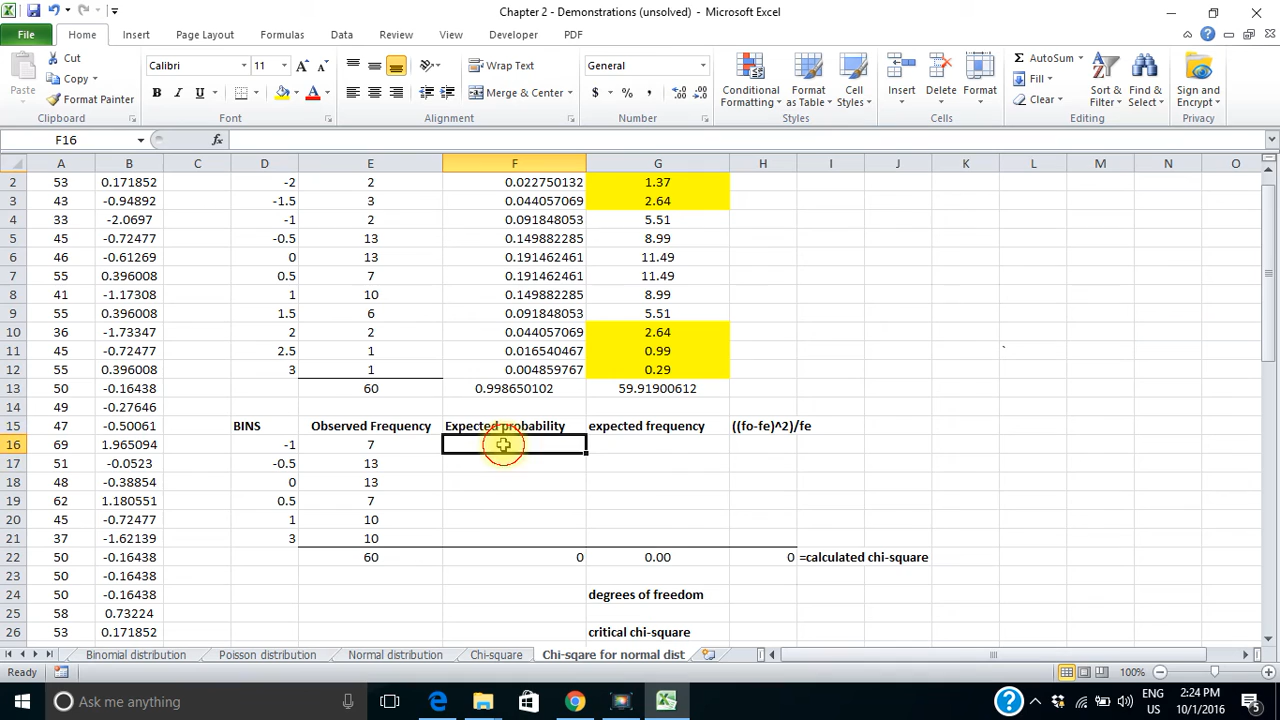 Chapter 2 - Demonstrations (unsolved) - Microsoft Excel
File Home Insert Page Layout Formulas Data Review View Developer PDF
Paste Cut Copy Format Painter Clipboard
Calibri 11 A A B I U A Font
Wrap Text Merge & Center Alignment
General $ % , Number
Conditional Formatting Format as Table Cell Styles Styles
Insert Delete Format Cells
Σ AutoSum Fill Clear Sort & Filter Find & Select Editing
Sign and Encrypt Privacy
F16 fx
A B C D E F G H I J K L M N O
2 53 0.171852 -2 2 0.022750132 1.37
3 43 -0.94892 -1.5 3 0.044057069 2.64
4 33 -2.0697 -1 2 0.091848053 5.51
5 45 -0.72477 -0.5 13 0.149882285 8.99
6 46 -0.61269 0 13 0.191462461 11.49
7 55 0.396008 0.5 7 0.191462461 11.49
8 41 -1.17308 1 10 0.149882285 8.99
9 55 0.396008 1.5 6 0.091848053 5.51
10 36 -1.73347 2 2 0.044057069 2.64
11 45 -0.72477 2.5 1 0.016540467 0.99 `
12 55 0.396008 3 1 0.004859767 0.29
13 50 -0.16438 60 0.998650102 59.91900612
14 49 -0.27646
15 47 -0.50061 BINS Observed Frequency Expected probability expected frequency ((fo-fe)^2)/fe
16 69 1.965094 -1 7
17 51 -0.0523 -0.5 13
18 48 -0.38854 0 13
19 62 1.180551 0.5 7
20 45 -0.72477 1 10
21 37 -1.62139 3 10
22 50 -0.16438 60 0 0.00 0 =calculated chi-square
23 50 -0.16438
24 50 -0.16438 degrees of freedom
25 58 0.73224
26 53 0.171852 critical chi-square
Binomial distribution Poisson distribution Normal distribution Chi-square Chi-sqare for normal dist
Ready 100%
Ask me anything
ENG
US
2:24 PM
10/1/2016
5